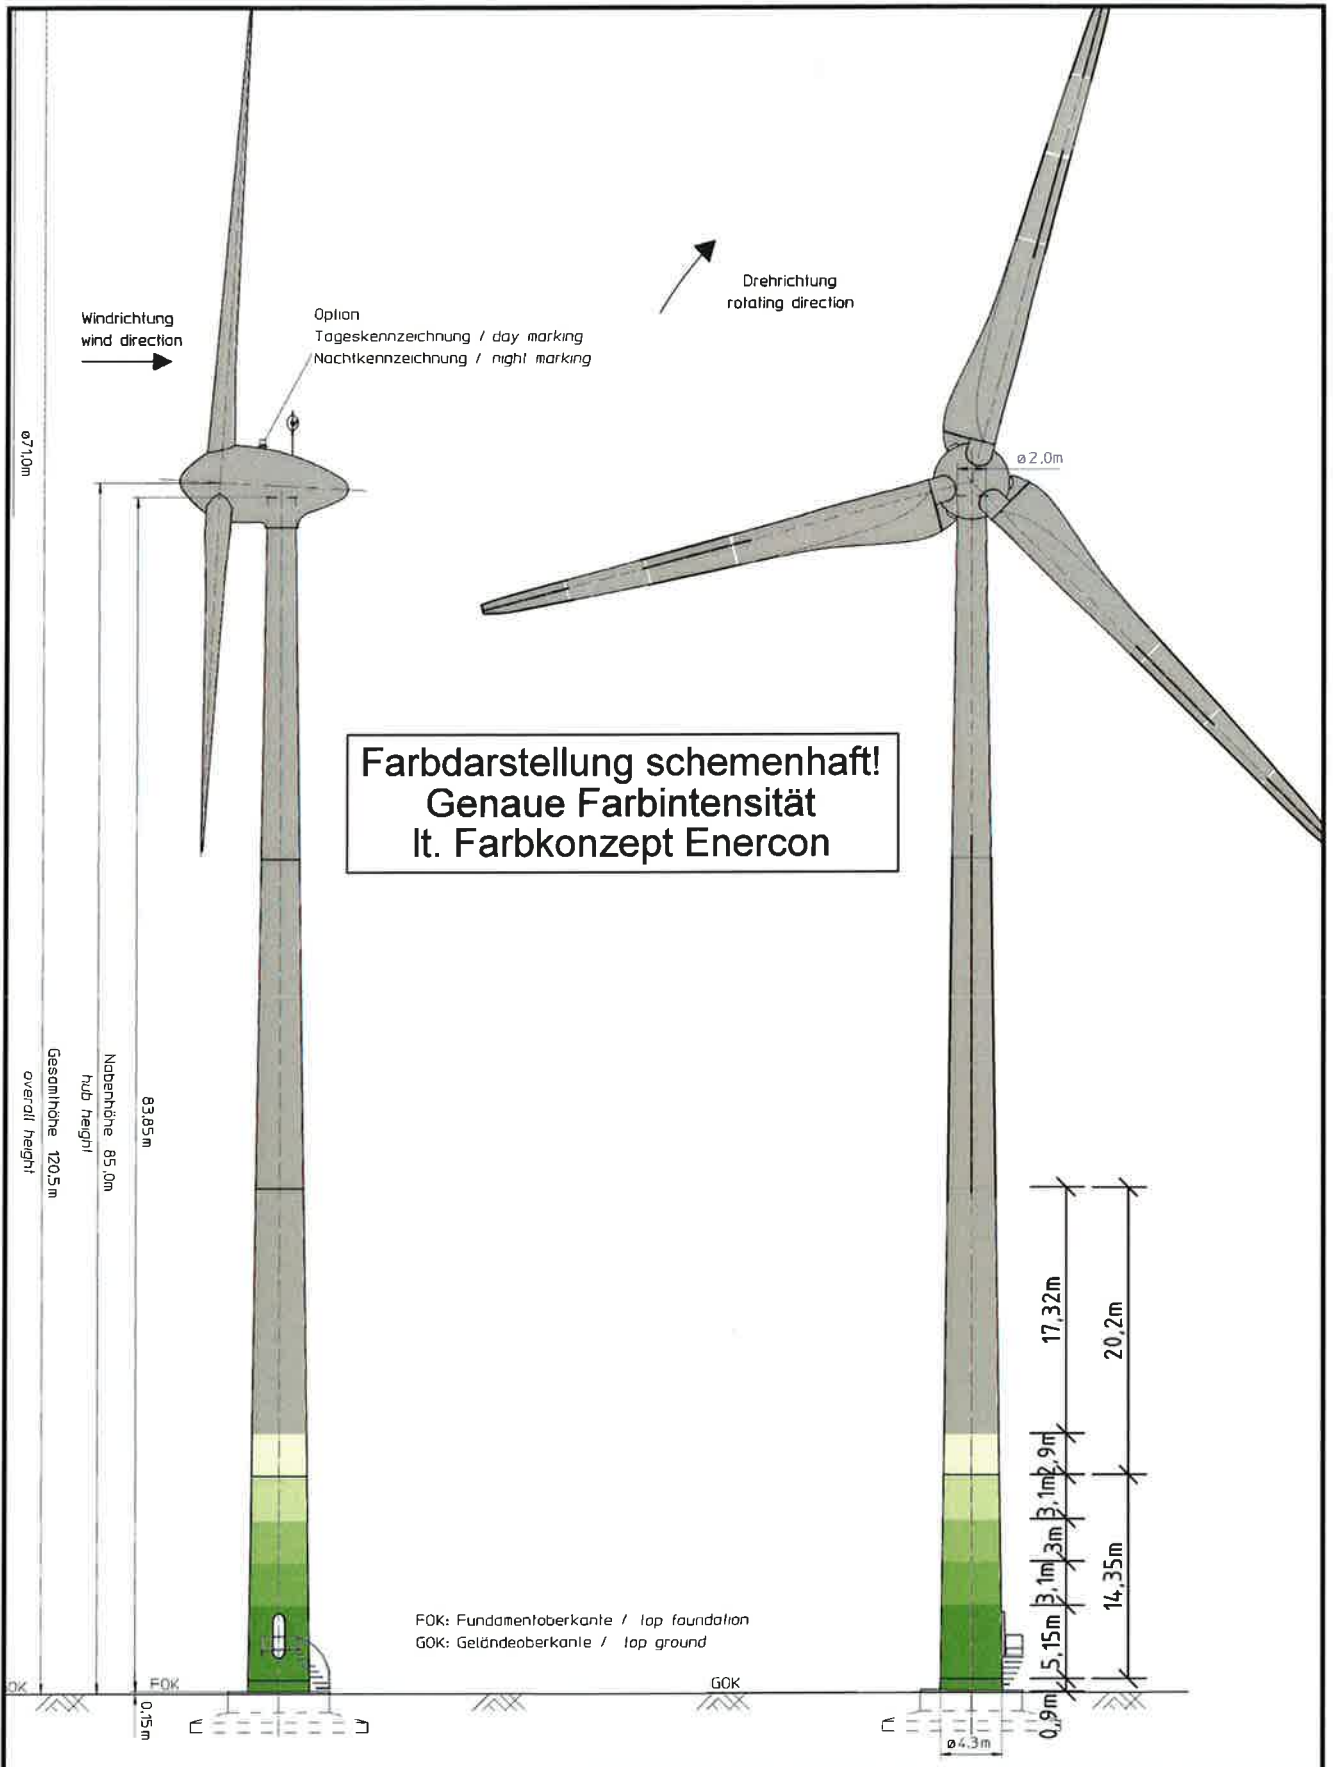 Windrichtung
wind direction
Option
Tageskennzeichnung / day marking
Nachtkennzeichnung / night marking
Drehrichtung
rotating direction
ø71,0m
ø2,0m
Farbdarstellung schemenhaft!
Genaue Farbintensität
lt. Farbkonzept Enercon
83,85m
Nabenhöhe 85,0m
hub height
Gesamthöhe 120,5m
overall height
17,32m
20,2m
2,9m
3,1m
3m
3,1m
14,35m
5,15m
0,9m
FOK: Fundamentoberkante / top foundation
GOK: Geländeoberkante / top ground
OK
FOK
GOK
0,15m
ø4,3m